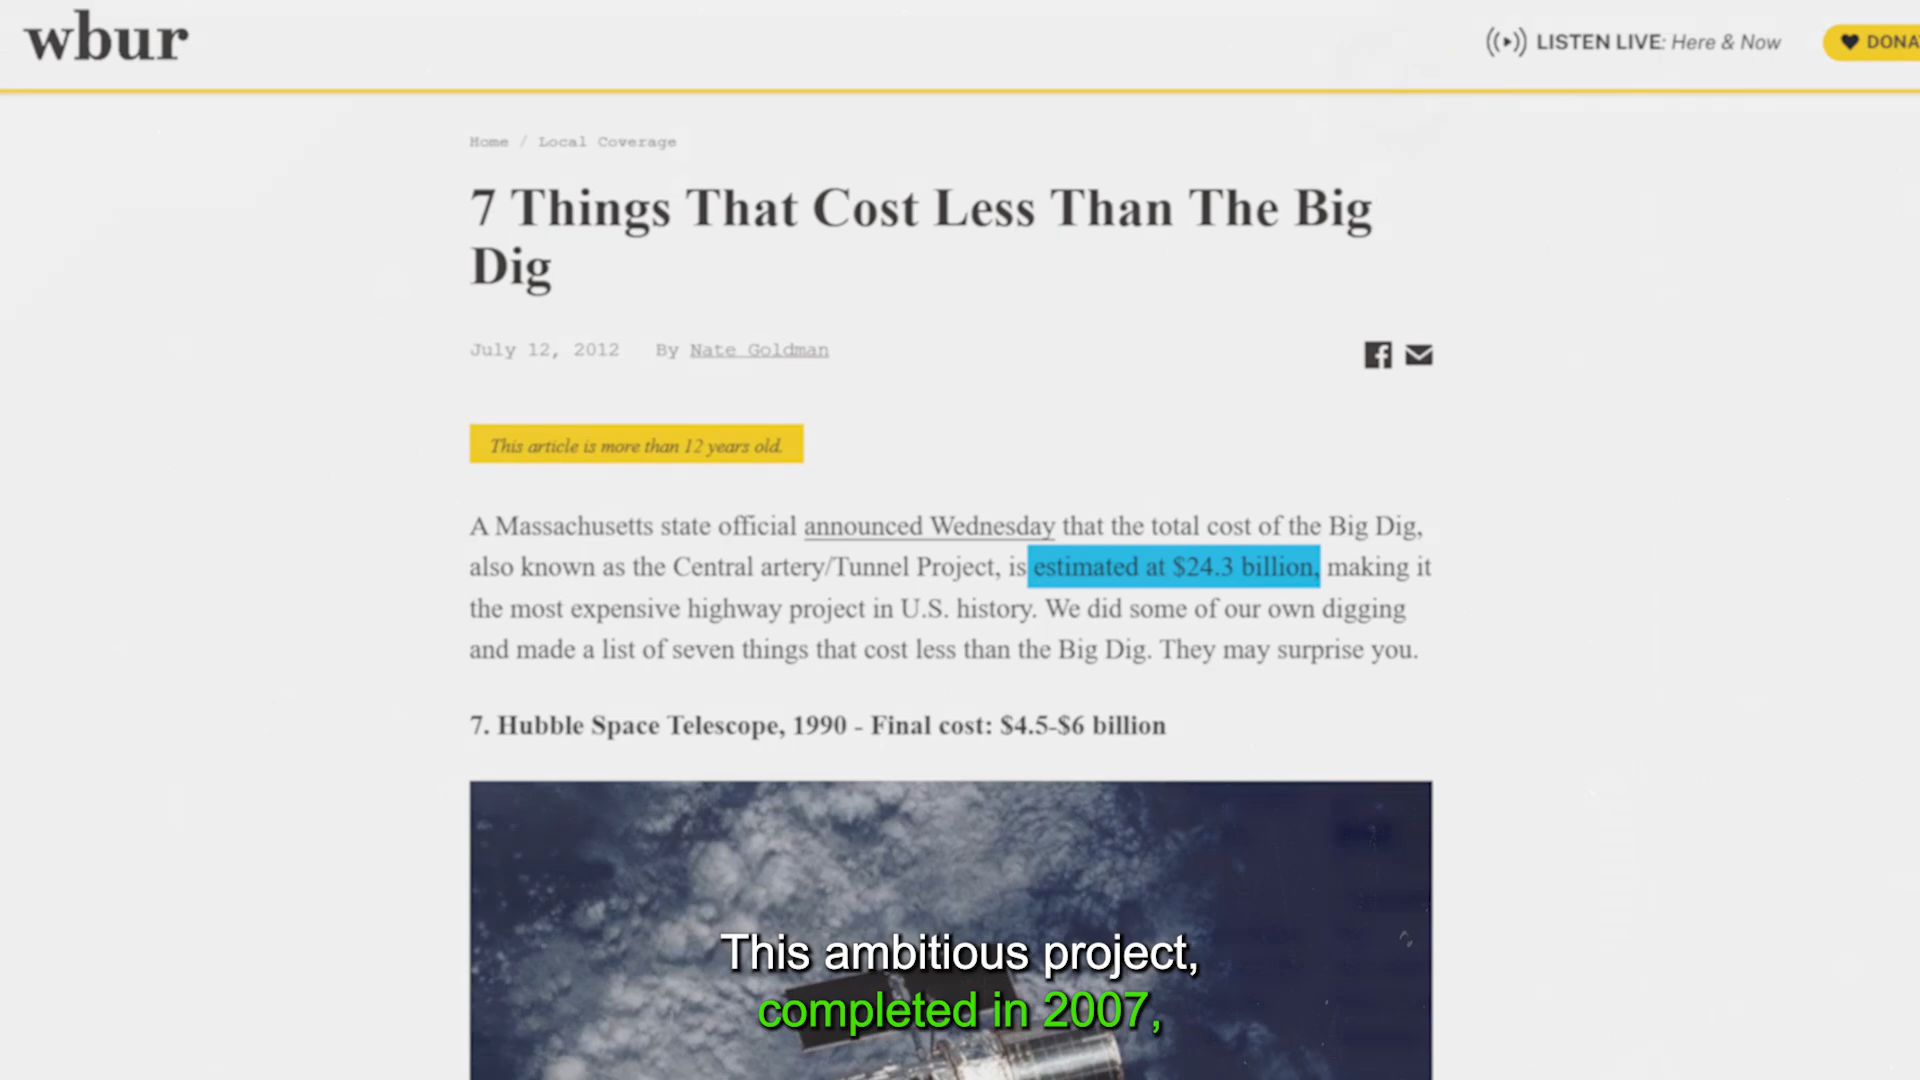 wbur
LISTEN LIVE: Here & Now
Home / Local Coverage
7 Things That Cost Less Than The Big
Dig
July 12, 2012 By Nate Goldman
This article is more than 12 years old.
A Massachusetts state official announced Wednesday that the total cost of the Big Dig,
also known as the Central artery/Tunnel Project, is estimated at $24.3 billion, making it
the most expensive highway project in U.S. history. We did some of our own digging
and made a list of seven things that cost less than the Big Dig. They may surprise you.
7. Hubble Space Telescope, 1990 - Final cost: $4.5-$6 billion
This ambitious project,
completed in 2007,